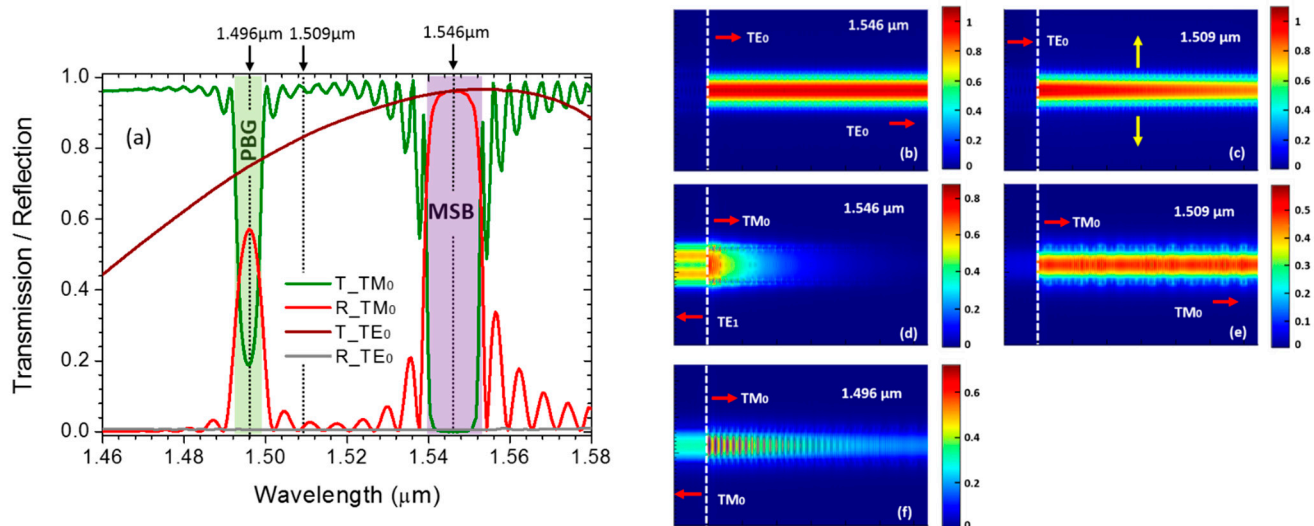 1.496μm 1.509μm 1.546μm
Transmission / Reflection
1.0
0.8
0.6
0.4
0.2
0.0
(a)
PBG
MSB
T_TM0
R_TM0
T_TE0
R_TE0
1.46 1.48 1.50 1.52 1.54 1.56 1.58
Wavelength (μm)
TE0
1.546 μm
TE0
(b)
1
0.8
0.6
0.4
0.2
0
TE0
1.509 μm
(c)
1
0.8
0.6
0.4
0.2
0
1.546 μm
TM0
TE1
(d)
0.8
0.6
0.4
0.2
0
1.509 μm
TM0
TM0
(e)
0.5
0.4
0.3
0.2
0.1
0
TM0
1.496 μm
TM0
(f)
0.6
0.4
0.2
0